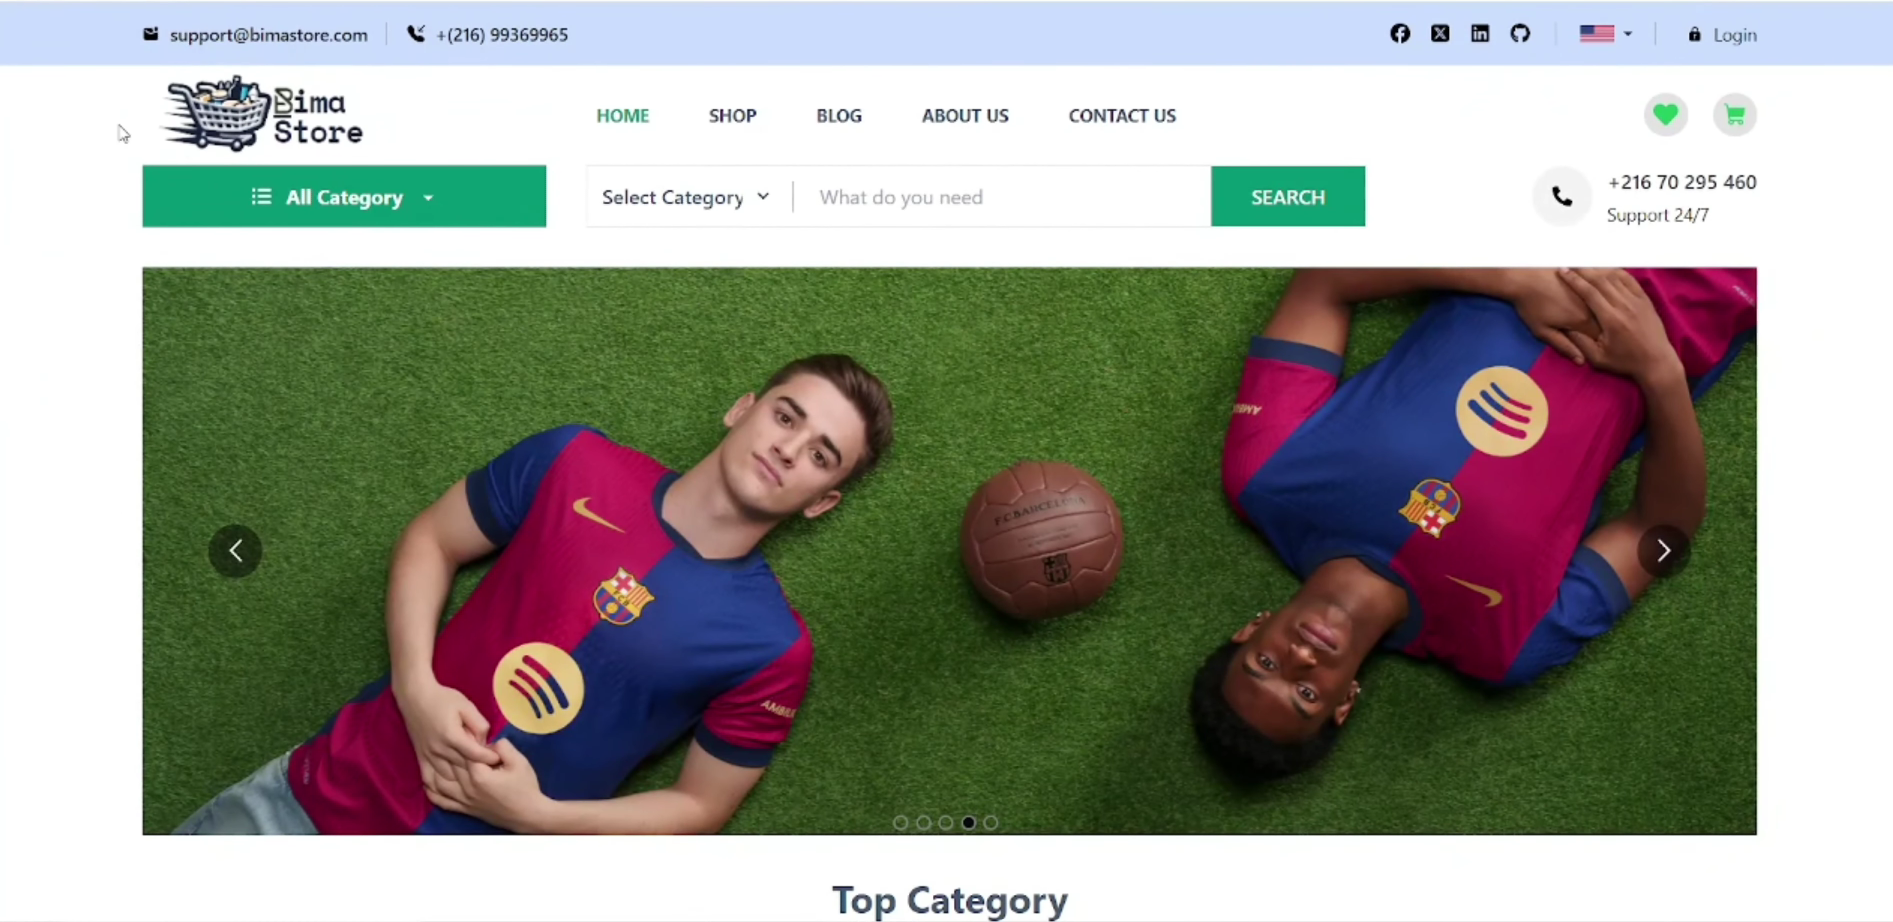 support@bimastore.com
+(216) 99369965
Login
Bima
Store
HOME
SHOP
BLOG
ABOUT US
CONTACT US
All Category
Select Category
What do you need
SEARCH
+216 70 295 460
Support 24/7
F.C.BARCELONA
Top Category